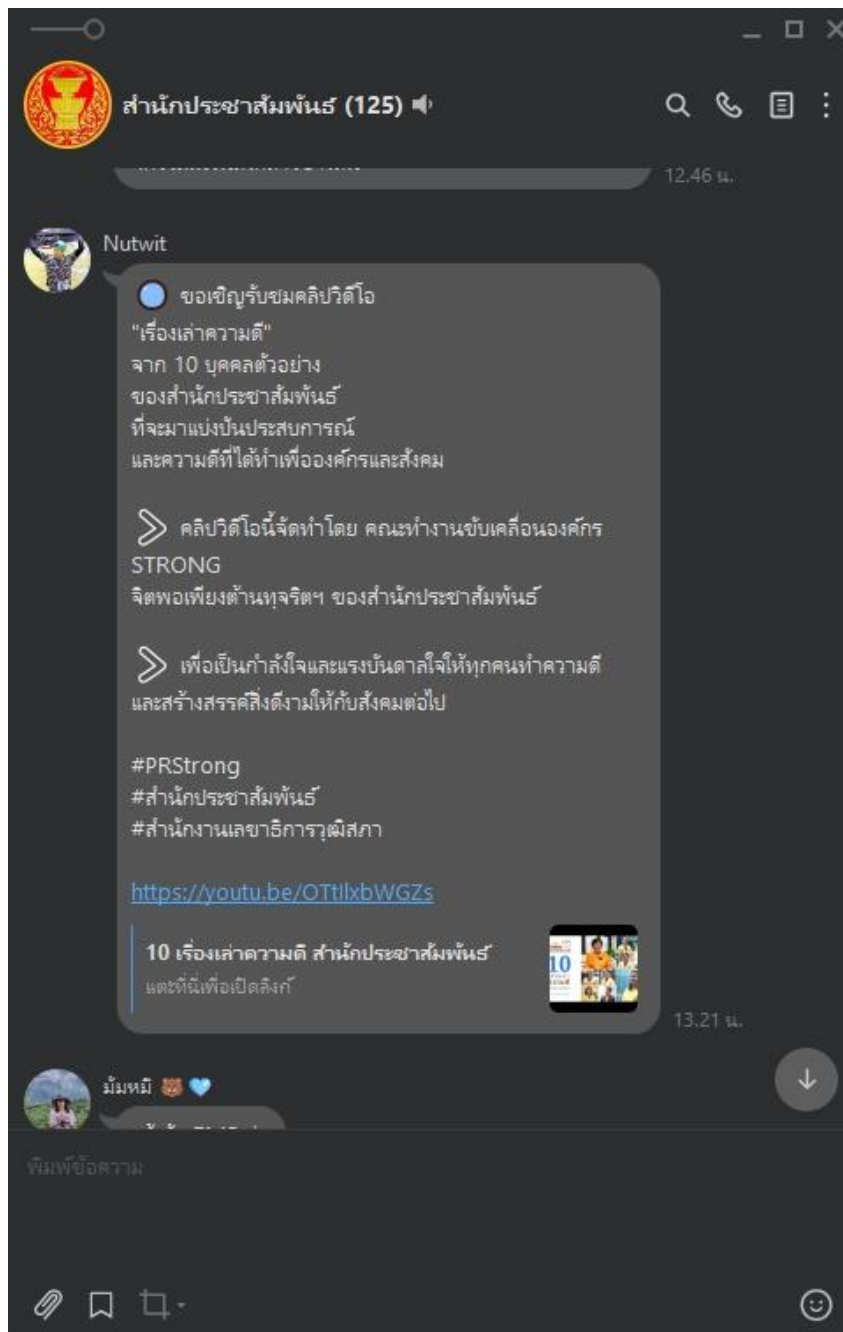 สำนักประชาสัมพันธ์ (125)
12.46 น.
Nutwit
ขอเชิญรับชมคลิปวิดีโอ
"เรื่องเล่าความดี"
จาก 10 บุคคลตัวอย่าง
ของสำนักประชาสัมพันธ์
ที่จะมาแบ่งปันประสบการณ์
และความดีที่ได้ทำเพื่อองค์กรและสังคม
คลิปวิดีโอนี้จัดทำโดย คณะทำงานขับเคลื่อนองค์กร
STRONG
จิตพอเพียงต้านทุจริตฯ ของสำนักประชาสัมพันธ์
เพื่อเป็นกำลังใจและแรงบันดาลใจให้ทุกคนทำความดี
และสร้างสรรค์สิ่งดีงามให้กับสังคมต่อไป
#PRStrong
#สำนักประชาสัมพันธ์
#สำนักงานเลขาธิการวุฒิสภา
https://youtu.be/OTtIlxbWGZs
10 เรื่องเล่าความดี สำนักประชาสัมพันธ์
แตะที่นี่เพื่อเปิดลิงก์
10
13.21 น.
มัมหมี 🐻 🩵
พิมพ์ข้อความ